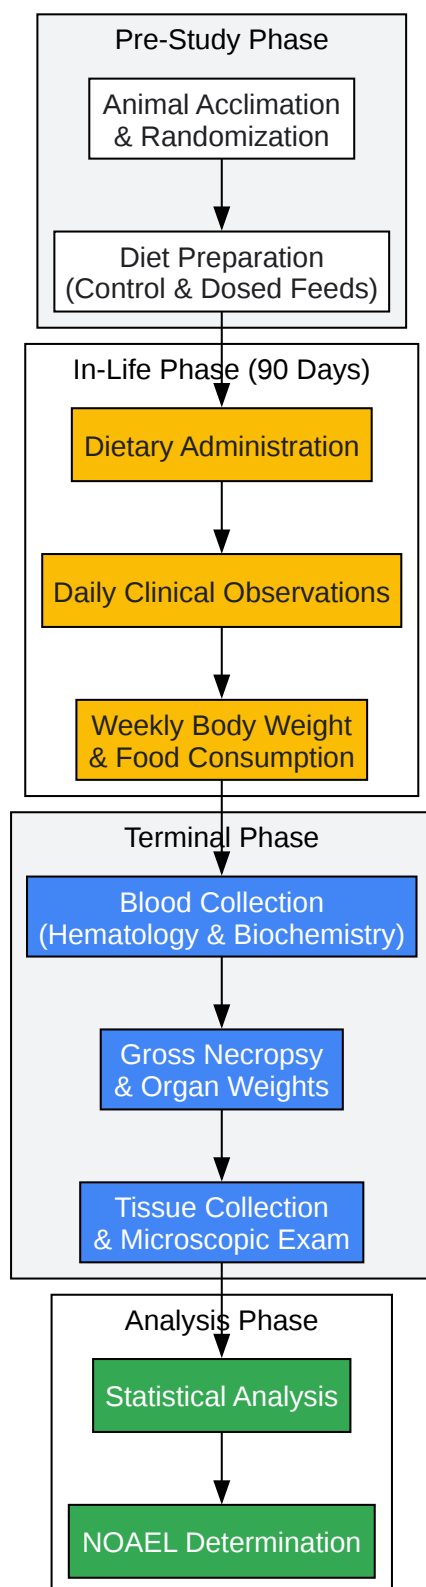 Pre-Study Phase
Animal Acclimation
& Randomization
Diet Preparation
(Control & Dosed Feeds)
In-Life Phase (90 Days)
Dietary Administration
Daily Clinical Observations
Weekly Body Weight
& Food Consumption
Terminal Phase
Blood Collection
(Hematology & Biochemistry)
Gross Necropsy
& Organ Weights
Tissue Collection
& Microscopic Exam
Analysis Phase
Statistical Analysis
NOAEL Determination